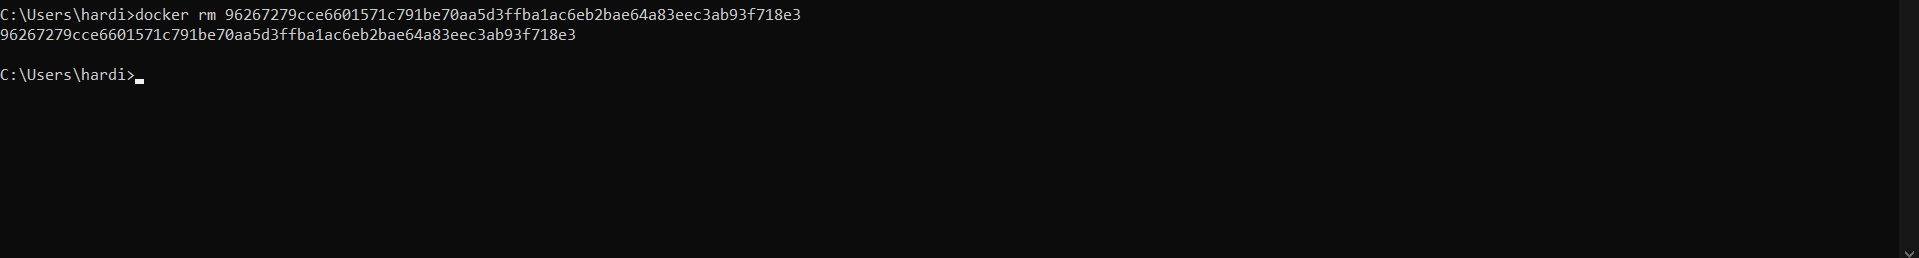 C:\Users\hardi>docker rm 96267279cce6601571c791be70aa5d3ffba1ac6eb2bae64a83eec3ab93f718e3
96267279cce6601571c791be70aa5d3ffba1ac6eb2bae64a83eec3ab93f718e3
C:\Users\hardi>